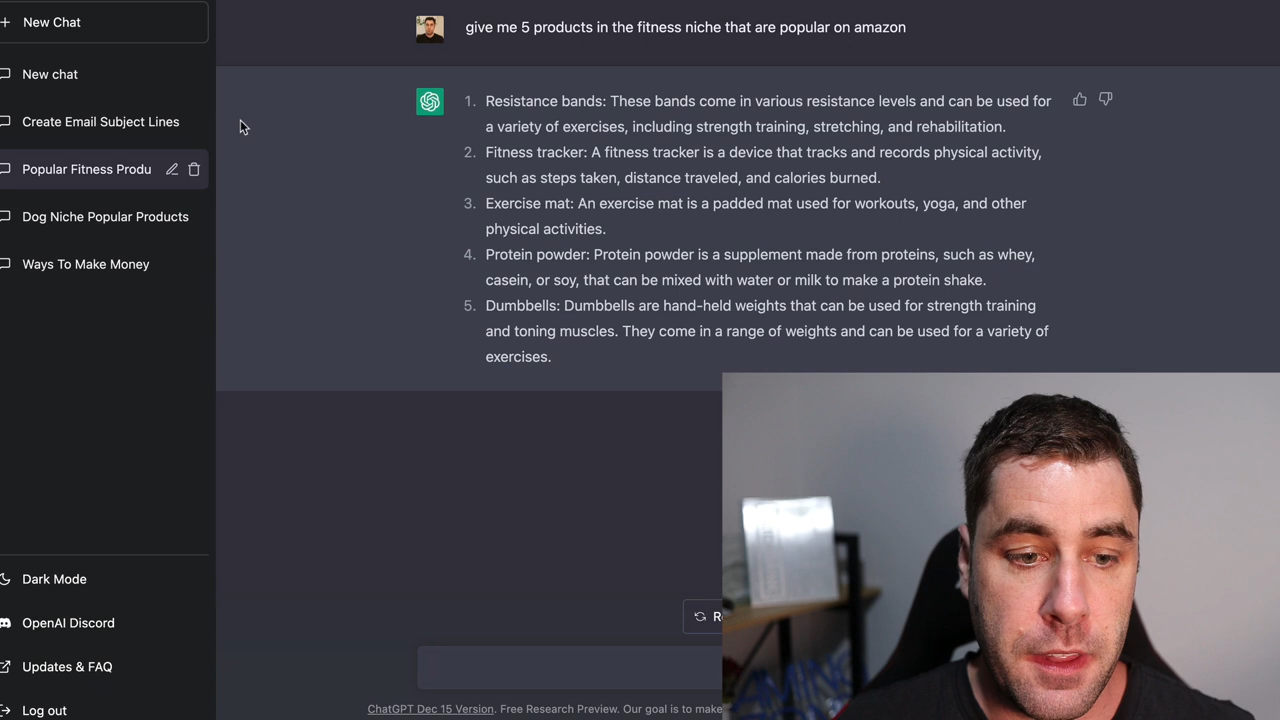 New Chat
New chat
Create Email Subject Lines
Popular Fitness Produ
Dog Niche Popular Products
Ways To Make Money
Dark Mode
OpenAI Discord
Updates & FAQ
Log out
give me 5 products in the fitness niche that are popular on amazon
1. Resistance bands: These bands come in various resistance levels and can be used for
a variety of exercises, including strength training, stretching, and rehabilitation.
2. Fitness tracker: A fitness tracker is a device that tracks and records physical activity,
such as steps taken, distance traveled, and calories burned.
3. Exercise mat: An exercise mat is a padded mat used for workouts, yoga, and other
physical activities.
4. Protein powder: Protein powder is a supplement made from proteins, such as whey,
casein, or soy, that can be mixed with water or milk to make a protein shake.
5. Dumbbells: Dumbbells are hand-held weights that can be used for strength training
and toning muscles. They come in a range of weights and can be used for a variety of
exercises.
ChatGPT Dec 15 Version. Free Research Preview. Our goal is to make